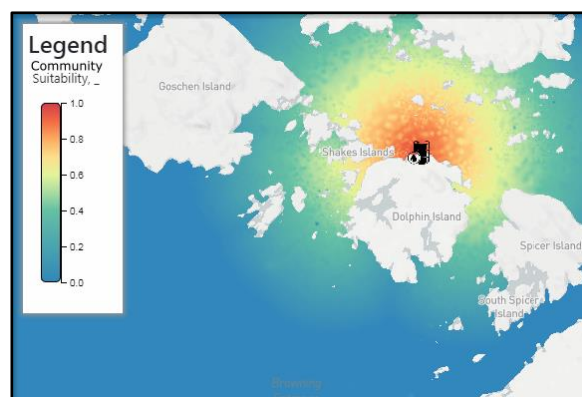 Legend
Community
Suitability, _
1.0
0.8
0.6
0.4
0.2
0.0
Goschen Island
Shakes Islands
Dolphin Island
Spicer Island
South Spicer
Island
Browning